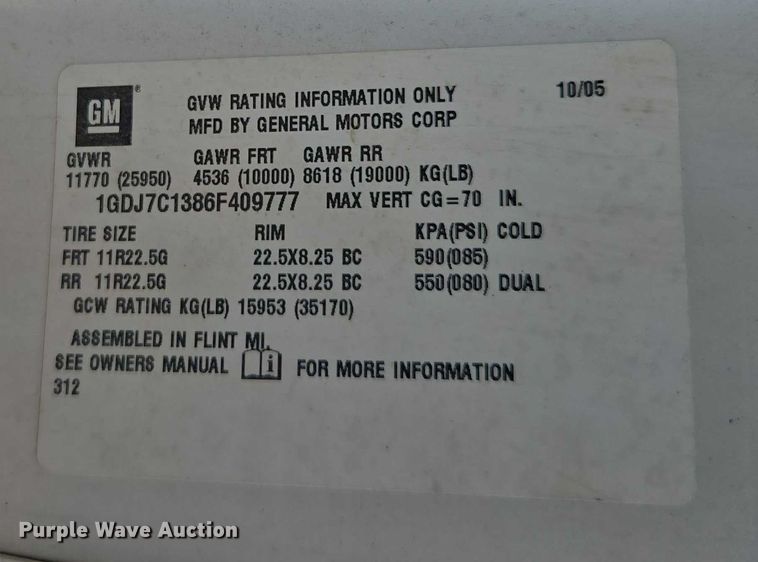 GM ®
GVW RATING INFORMATION ONLY 10/05
MFD BY GENERAL MOTORS CORP
GVWR GAWR FRT GAWR RR
11770 (25950) 4536 (10000) 8618 (19000) KG(LB)
1GDJ7C1386F409777 MAX VERT CG=70 IN.
TIRE SIZE RIM KPA(PSI) COLD
FRT 11R22.5G 22.5X8.25 BC 590(085)
RR 11R22.5G 22.5X8.25 BC 550(080) DUAL
GCW RATING KG(LB) 15953 (35170)
ASSEMBLED IN FLINT MI.
SEE OWNERS MANUAL i FOR MORE INFORMATION
312
Purple Wave Auction